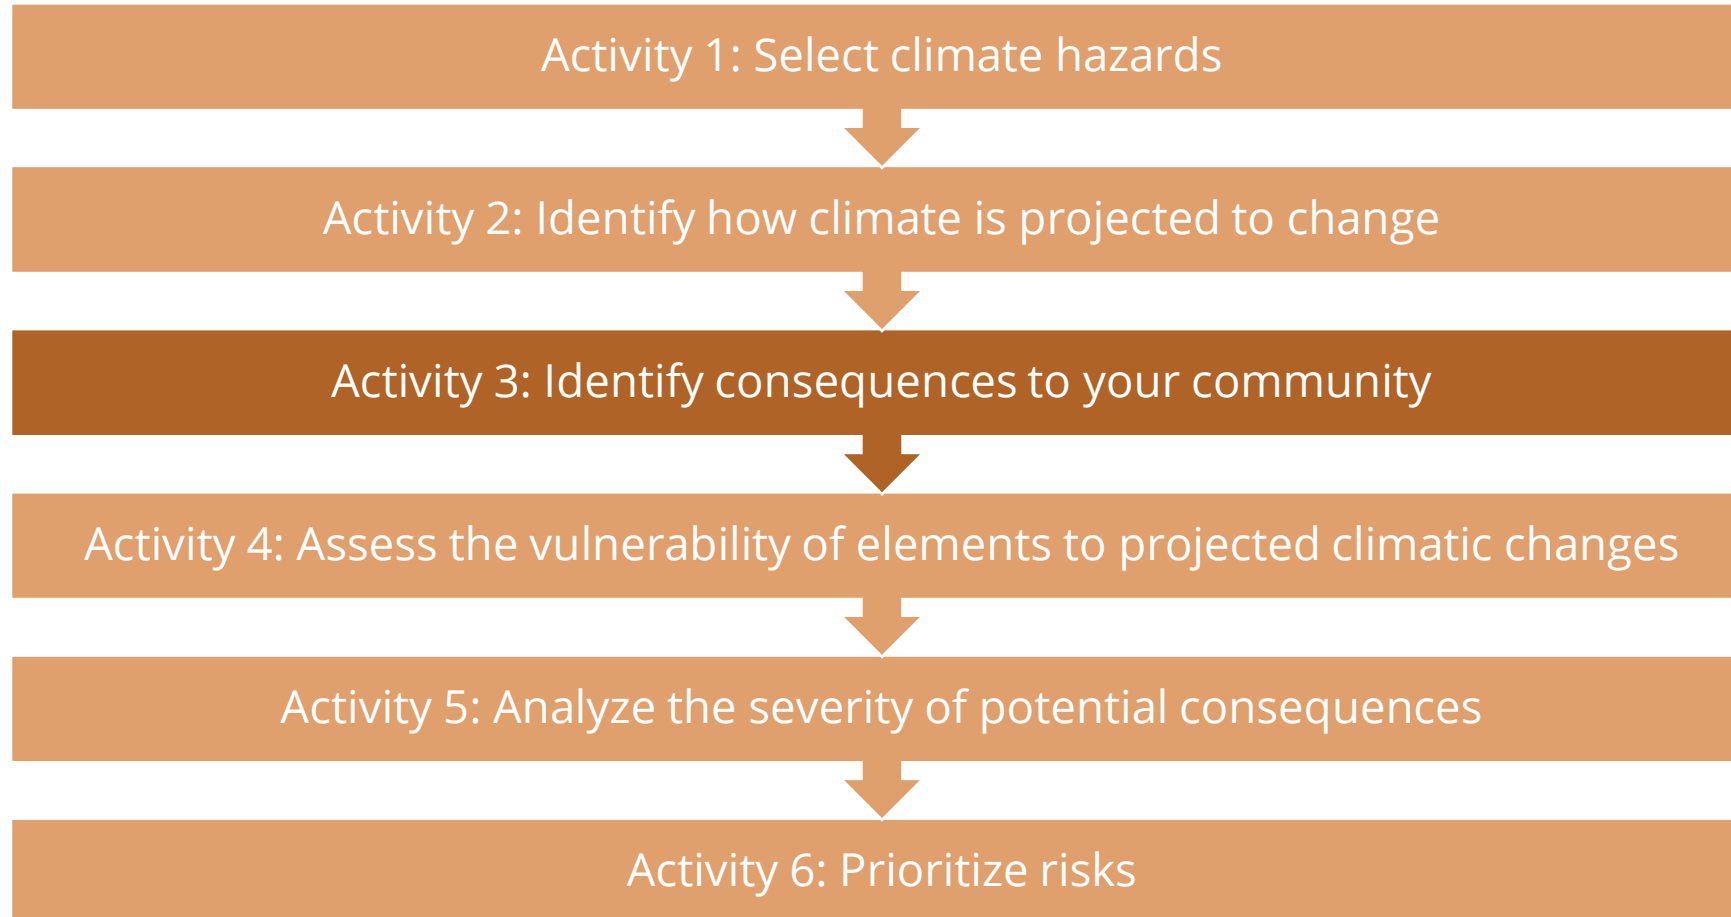 Activity 1: Select climate hazards
Activity 2: Identify how climate is projected to change
Activity 3: Identify consequences to your community
Activity 4: Assess the vulnerability of elements to projected climatic changes
Activity 5: Analyze the severity of potential consequences
Activity 6: Prioritize risks